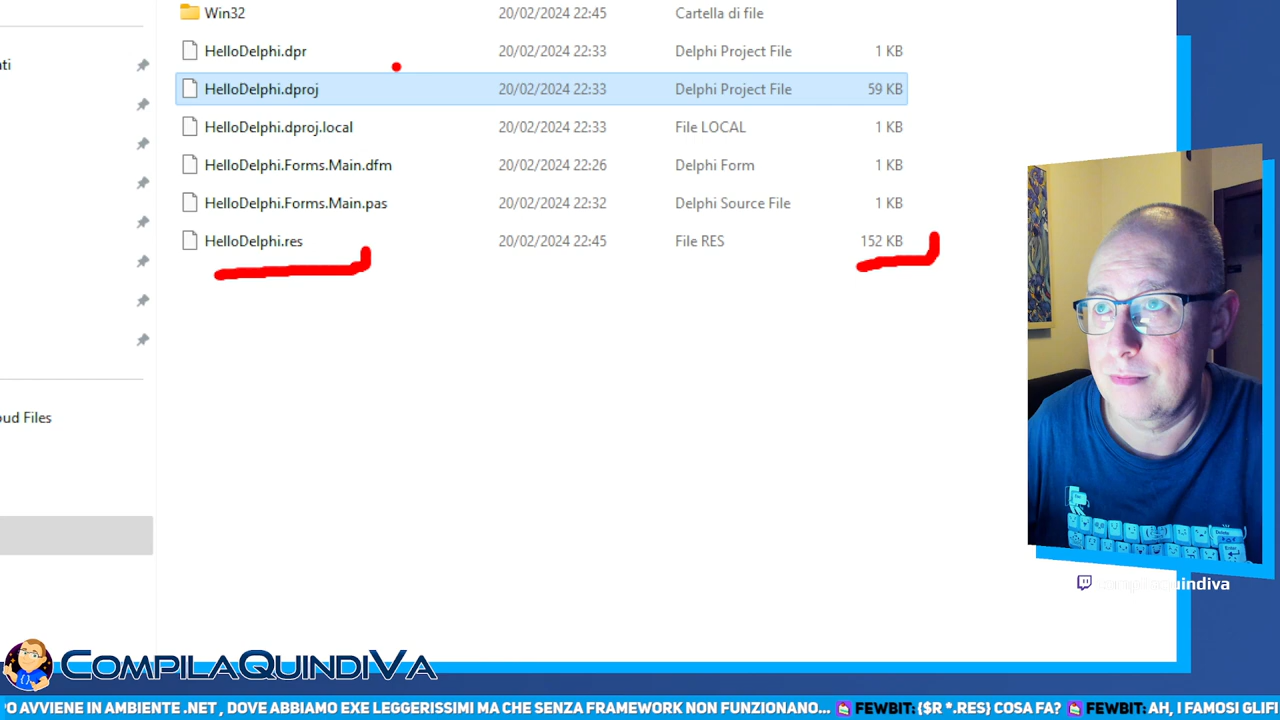 Win32 20/02/2024 22:45 Cartella di file
ti
HelloDelphi.dpr 20/02/2024 22:33 Delphi Project File 1 KB
HelloDelphi.dproj 20/02/2024 22:33 Delphi Project File 59 KB
HelloDelphi.dproj.local 20/02/2024 22:33 File LOCAL 1 KB
HelloDelphi.Forms.Main.dfm 20/02/2024 22:26 Delphi Form 1 KB
HelloDelphi.Forms.Main.pas 20/02/2024 22:32 Delphi Source File 1 KB
HelloDelphi.res 20/02/2024 22:45 File RES 152 KB
oud Files
Enter
compilaquindiva
COMPILAQUINDIVA
'O AVVIENE IN AMBIENTE .NET , DOVE ABBIAMO EXE LEGGERISSIMI MA CHE SENZA FRAMEWORK NON FUNZIONANO... FEWBIT: {$R *.RES} COSA FA? FEWBIT: AH, I FAMOSI GLIFI